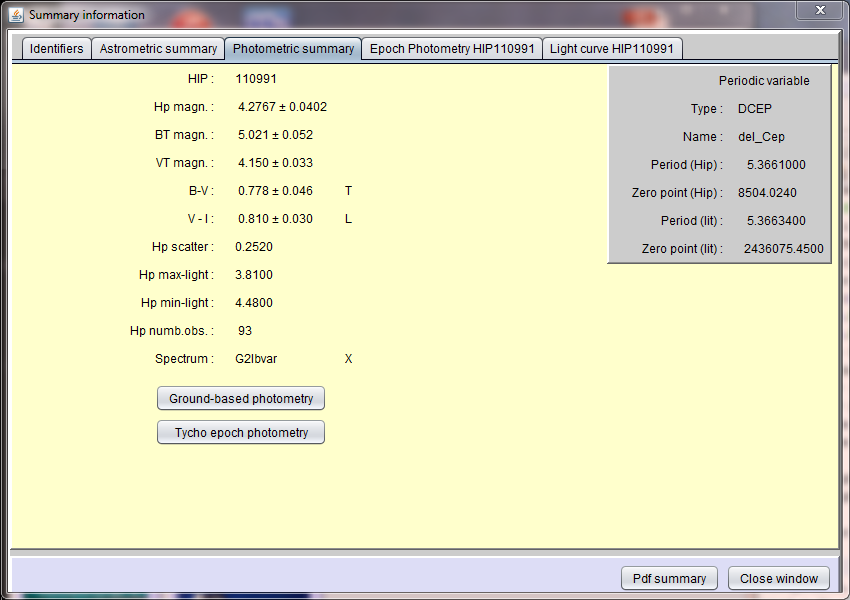 Summary information
X
Identifiers Astrometric summary Photometric summary Epoch Photometry HIP110991 Light curve HIP110991
HIP : 110991
Hp magn. : 4.2767 ± 0.0402
BT magn. : 5.021 ± 0.052
VT magn. : 4.150 ± 0.033
B-V : 0.778 ± 0.046 T
V - I : 0.810 ± 0.030 L
Hp scatter : 0.2520
Hp max-light : 3.8100
Hp min-light : 4.4800
Hp numb.obs. : 93
Spectrum : G2Ibvar X
Ground-based photometry
Tycho epoch photometry
Periodic variable
Type : DCEP
Name : del_Cep
Period (Hip) : 5.3661000
Zero point (Hip) : 8504.0240
Period (lit) : 5.3663400
Zero point (lit) : 2436075.4500
Pdf summary Close window